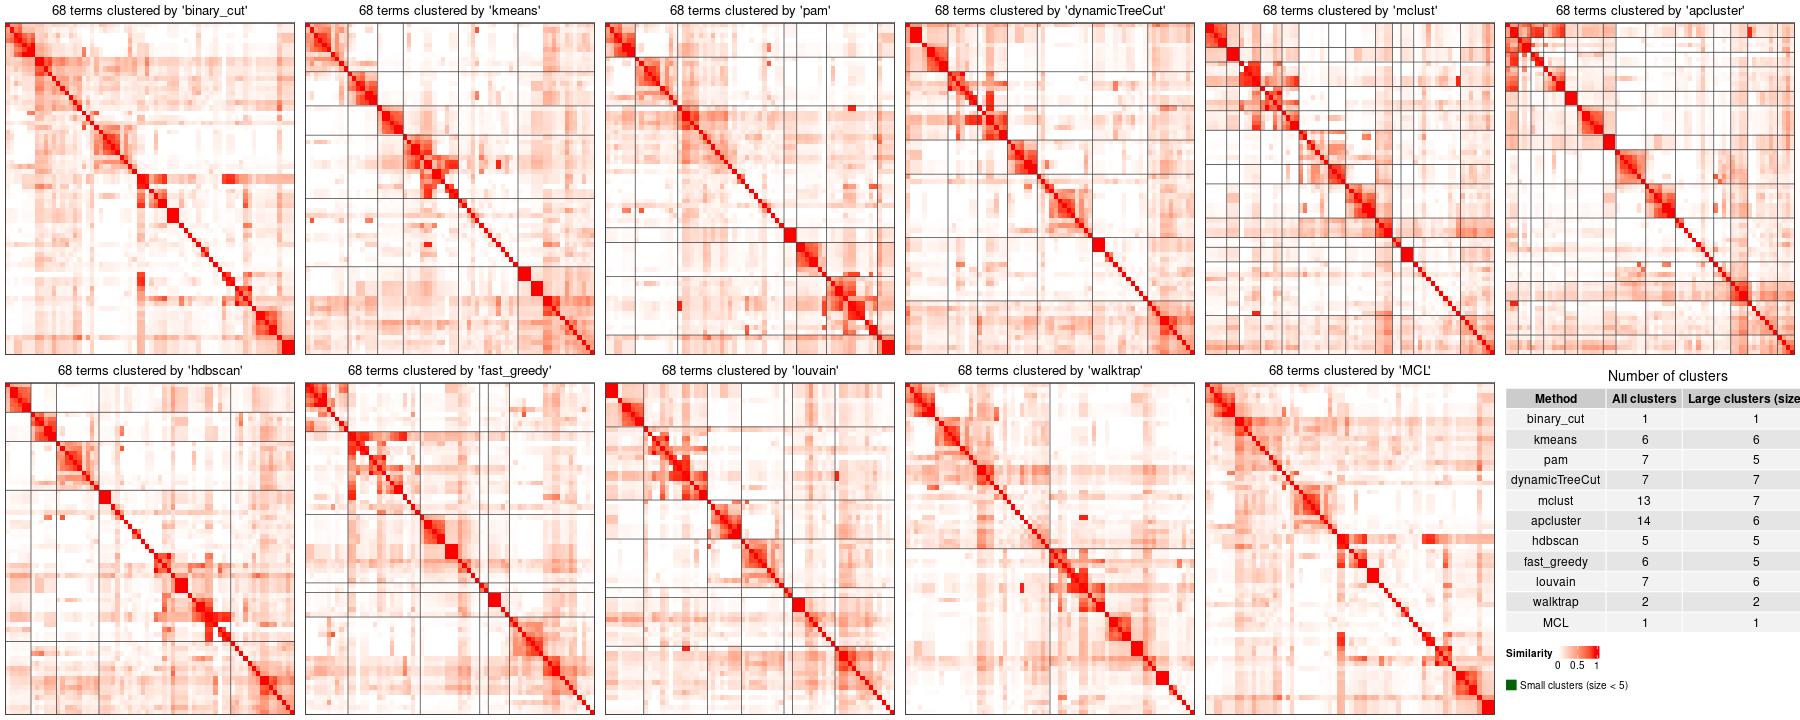 68 terms clustered by 'binary_cut'
68 terms clustered by 'kmeans'
68 terms clustered by 'pam'
68 terms clustered by 'dynamicTreeCut'
68 terms clustered by 'mclust'
68 terms clustered by 'apcluster'
68 terms clustered by 'hdbscan'
68 terms clustered by 'fast_greedy'
68 terms clustered by 'louvain'
68 terms clustered by 'walktrap'
68 terms clustered by 'MCL'
Number of clusters
Method All clusters Large clusters (size
binary_cut 1 1
kmeans 6 6
pam 7 5
dynamicTreeCut 7 7
mclust 13 7
apcluster 14 6
hdbscan 5 5
fast_greedy 6 5
louvain 7 6
walktrap 2 2
MCL 1 1
Similarity
0 0.5 1
Small clusters (size < 5)